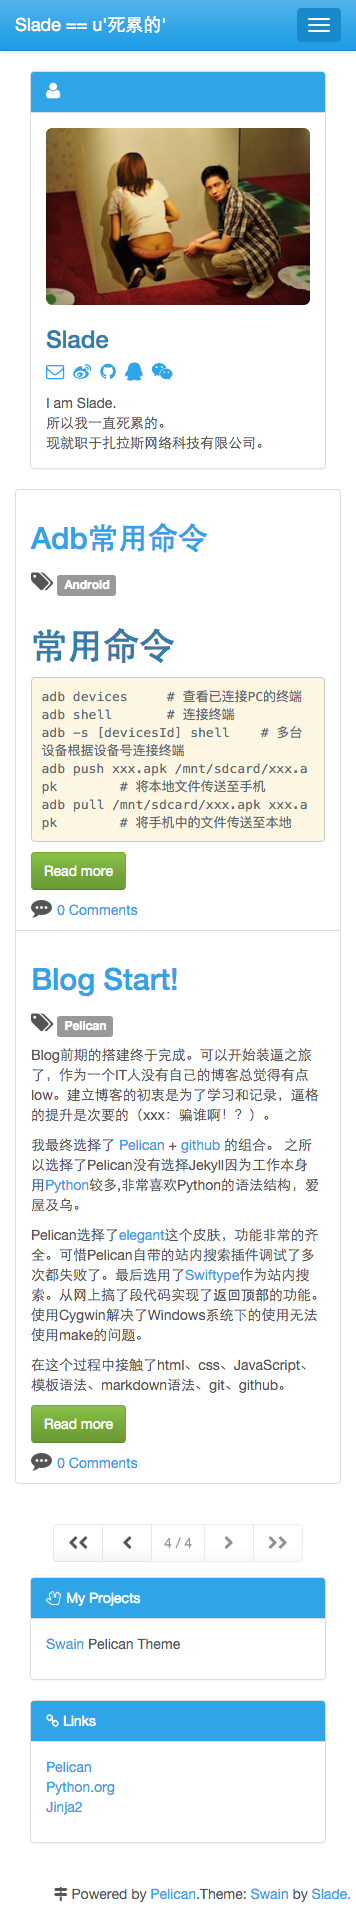 Slade == u'死累的'
Slade
I am Slade.
所以我一直死累的。
现就职于扎拉斯网络科技有限公司。
Adb常用命令
Android
常用命令
adb devices     # 查看已连接PC的终端
adb shell       # 连接终端
adb -s [devicesId] shell    # 多台
设备根据设备号连接终端
adb push xxx.apk /mnt/sdcard/xxx.a
pk        # 将本地文件传送至手机
adb pull /mnt/sdcard/xxx.apk xxx.a
pk        # 将手机中的文件传送至本地
Read more
0 Comments
Blog Start!
Pelican
Blog前期的搭建终于完成。可以开始装逼之旅
了，作为一个IT人没有自己的博客总觉得有点
low。建立博客的初衷是为了学习和记录，逼格
的提升是次要的（xxx：骗谁啊！？）。
我最终选择了 Pelican + github 的组合。 之所
以选择了Pelican没有选择Jekyll因为工作本身
用Python较多,非常喜欢Python的语法结构，爱
屋及乌。
Pelican选择了elegant这个皮肤，功能非常的齐
全。可惜Pelican自带的站内搜索插件调试了多
次都失败了。最后选用了Swiftype作为站内搜
索。从网上搞了段代码实现了返回顶部的功能。
使用Cygwin解决了Windows系统下的使用无法
使用make的问题。
在这个过程中接触了html、css、JavaScript、
模板语法、markdown语法、git、github。
Read more
0 Comments
4 / 4
My Projects
Swain Pelican Theme
Links
Pelican
Python.org
Jinja2
Powered by Pelican.Theme: Swain by Slade.